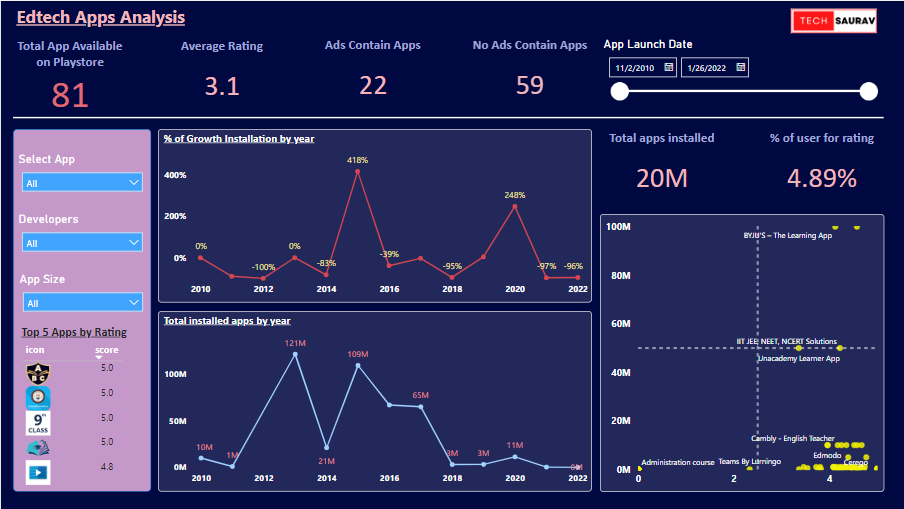 Edtech Apps Analysis
TECH SAURAV
Total App Available
on Playstore
81
Average Rating
3.1
Ads Contain Apps
22
No Ads Contain Apps
59
App Launch Date
11/2/2010
1/26/2022
Select App
All
Developers
All
App Size
All
Top 5 Apps by Rating
icon score
5.0
5.0
9th CLASS 5.0
5.0
4.8
% of Growth Installation by year
400%
200%
0%
0%
-100%
0%
-83%
418%
-39%
-95%
248%
-97%
-96%
2010 2012 2014 2016 2018 2020 2022
Total installed apps by year
100M
50M
0M
10M
1M
121M
21M
109M
65M
3M
3M
11M
2010 2012 2014 2016 2018 2020 2022
Total apps installed
20M
% of user for rating
4.89%
100M
80M
60M
40M
20M
0M
BYJU'S – The Learning App
IIT JEE, NEET, NCERT Solutions
Unacademy Learner App
Cambly - English Teacher
Edmodo
Administration course
Teams By Learningo
Cerego
0 2 4